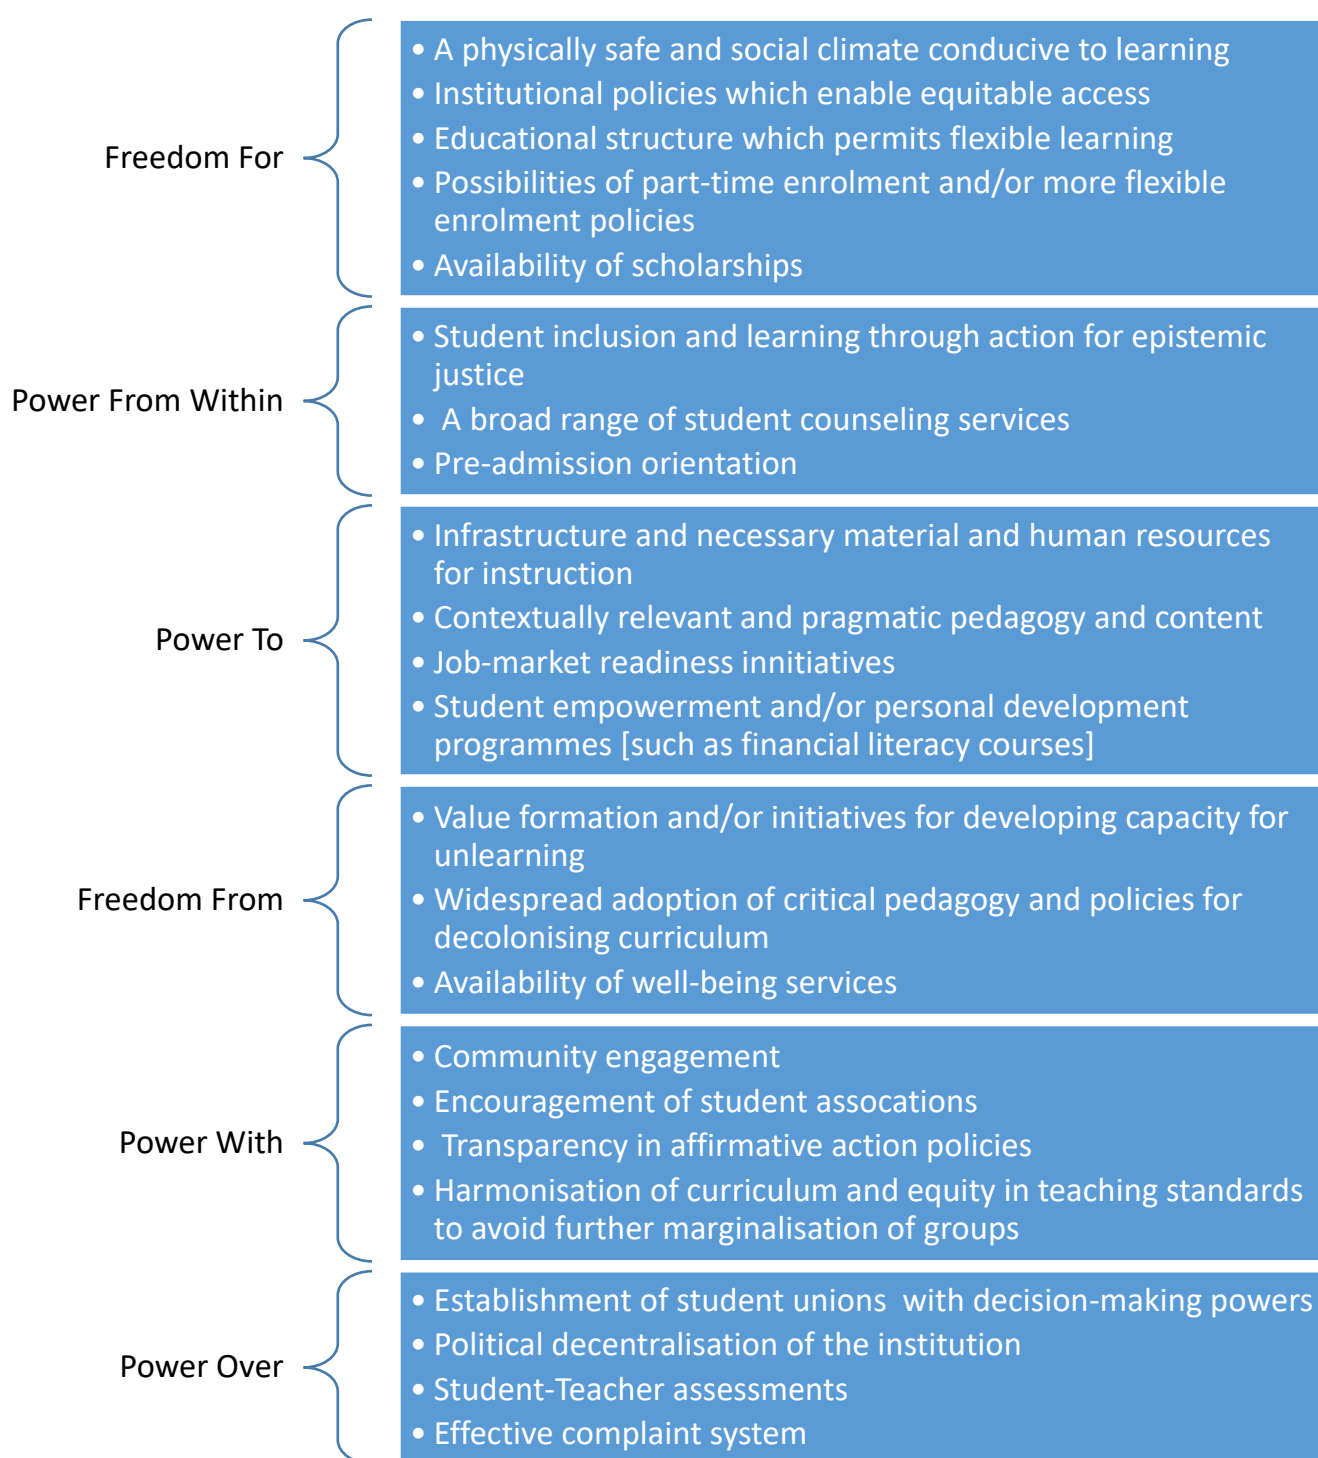 Freedom For
• A physically safe and social climate conducive to learning
• Institutional policies which enable equitable access
• Educational structure which permits flexible learning
• Possibilities of part-time enrolment and/or more flexible
enrolment policies
• Availability of scholarships
Power From Within
• Student inclusion and learning through action for epistemic
justice
• A broad range of student counseling services
• Pre-admission orientation
Power To
• Infrastructure and necessary material and human resources
for instruction
• Contextually relevant and pragmatic pedagogy and content
• Job-market readiness innitiatives
• Student empowerment and/or personal development
programmes [such as financial literacy courses]
Freedom From
• Value formation and/or initiatives for developing capacity for
unlearning
• Widespread adoption of critical pedagogy and policies for
decolonising curriculum
• Availability of well-being services
Power With
• Community engagement
• Encouragement of student assocations
• Transparency in affirmative action policies
• Harmonisation of curriculum and equity in teaching standards
to avoid further marginalisation of groups
Power Over
• Establishment of student unions with decision-making powers
• Political decentralisation of the institution
• Student-Teacher assessments
• Effective complaint system